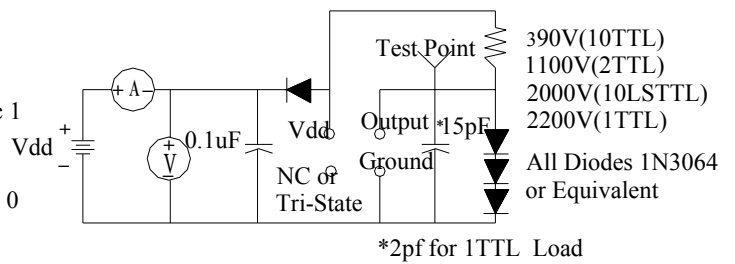 390V(10TTL)
Test Point
1100V(2TTL)
+ A -
2000V(10LSTTL)
e 1
Vdd
Output
*15pF
2200V(1TTL)
Vdd
+
-
+
V
-
0.1uF
Ground
All Diodes 1N3064
NC or
or Equivalent
0
Tri-State
*2pf for 1TTL Load